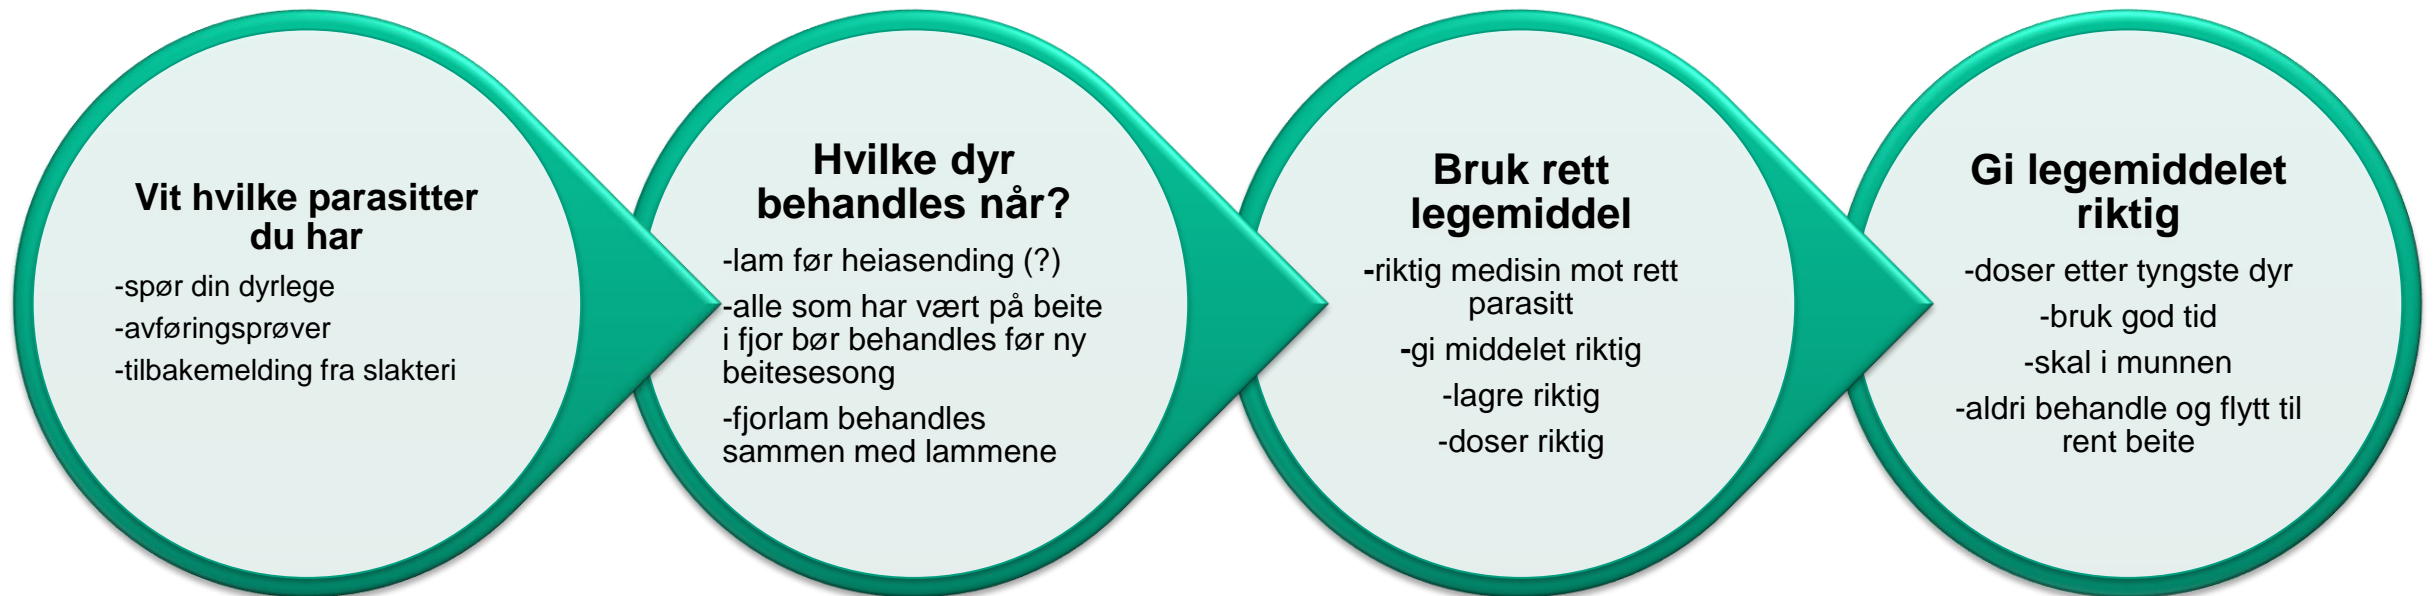 Vit hvilke parasitter
du har
-spør din dyrlege
-avføringsprøver
-tilbakemelding fra slakteri
Hvilke dyr
behandles når?
-lam før heiasending (?)
-alle som har vært på beite
i fjor bør behandles før ny
beitesesong
-fjorlam behandles
sammen med lammene
Bruk rett
legemiddel
-riktig medisin mot rett
parasitt
-gi middelet riktig
-lagre riktig
-doser riktig
Gi legemiddelet
riktig
-doser etter tyngste dyr
-bruk god tid
-skal i munnen
-aldri behandle og flytt til
rent beite